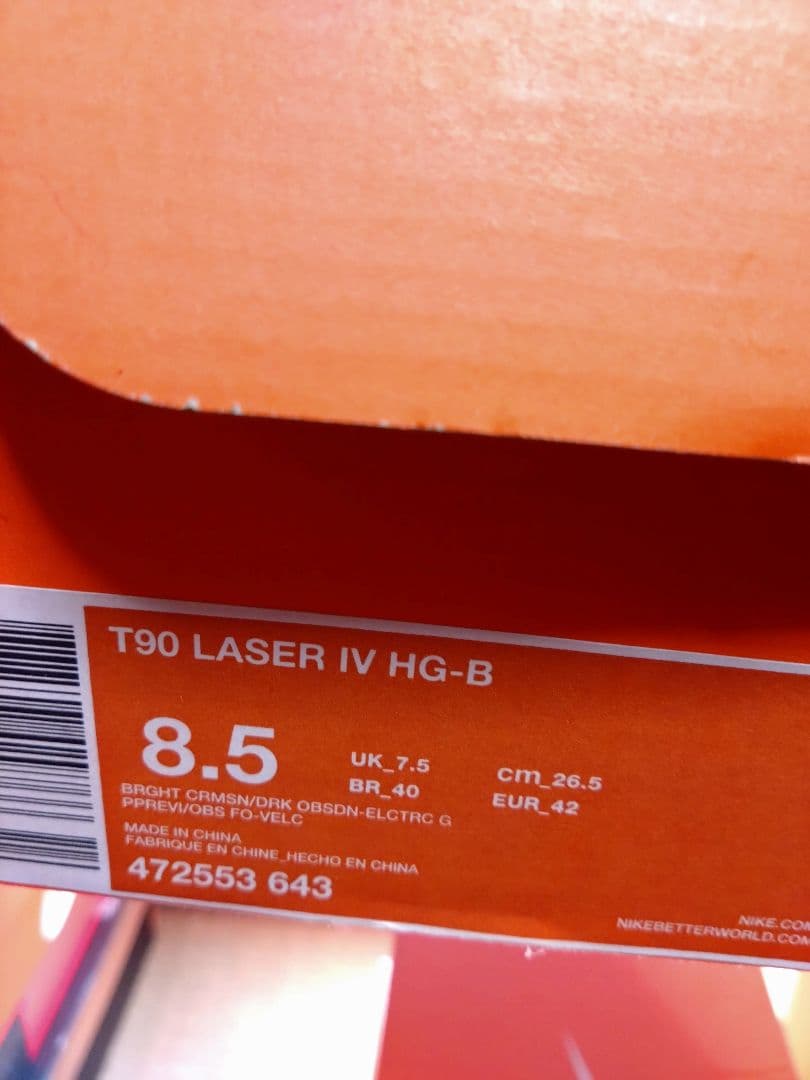 T90 LASER IV HG-B
8.5
UK_7.5
cm_26.5
BR_40
EUR_42
BRGHT CRMSN/DRK OBSDN-ELCTRC G
PPREVI/OBS FO-VELC
MADE IN CHINA
FABRIQUE EN CHINE_HECHO EN CHINA
472553 643
NIKE.COM
NIKEBETTERWORLD.COM